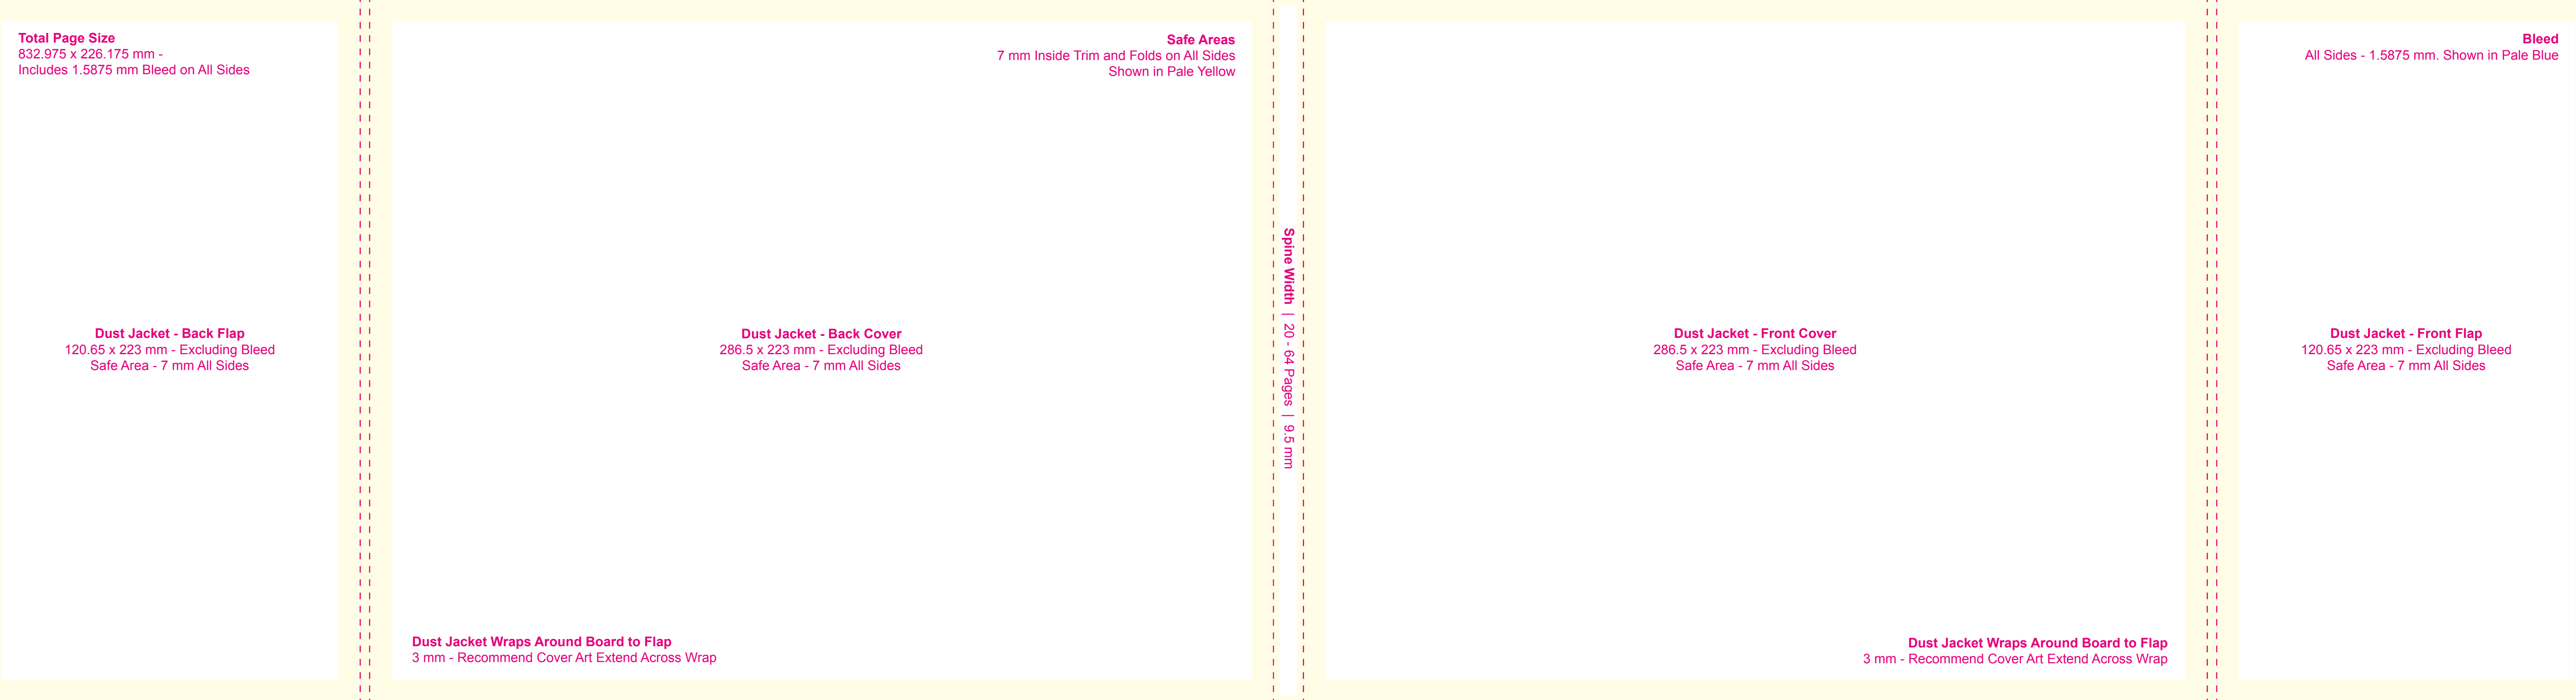 Total Page Size
832.975 x 226.175 mm -
Includes 1.5875 mm Bleed on All Sides
Dust Jacket - Back Flap
120.65 x 223 mm - Excluding Bleed
Safe Area - 7 mm All Sides
Safe Areas
7 mm Inside Trim and Folds on All Sides
Shown in Pale Yellow
Dust Jacket - Back Cover
286.5 x 223 mm - Excluding Bleed
Safe Area - 7 mm All Sides
Dust Jacket Wraps Around Board to Flap
3 mm - Recommend Cover Art Extend Across Wrap
Spine Width | 20 - 64 Pages | 9.5 mm
Dust Jacket - Front Cover
286.5 x 223 mm - Excluding Bleed
Safe Area - 7 mm All Sides
Dust Jacket Wraps Around Board to Flap
3 mm - Recommend Cover Art Extend Across Wrap
Bleed
All Sides - 1.5875 mm. Shown in Pale Blue
Dust Jacket - Front Flap
120.65 x 223 mm - Excluding Bleed
Safe Area - 7 mm All Sides